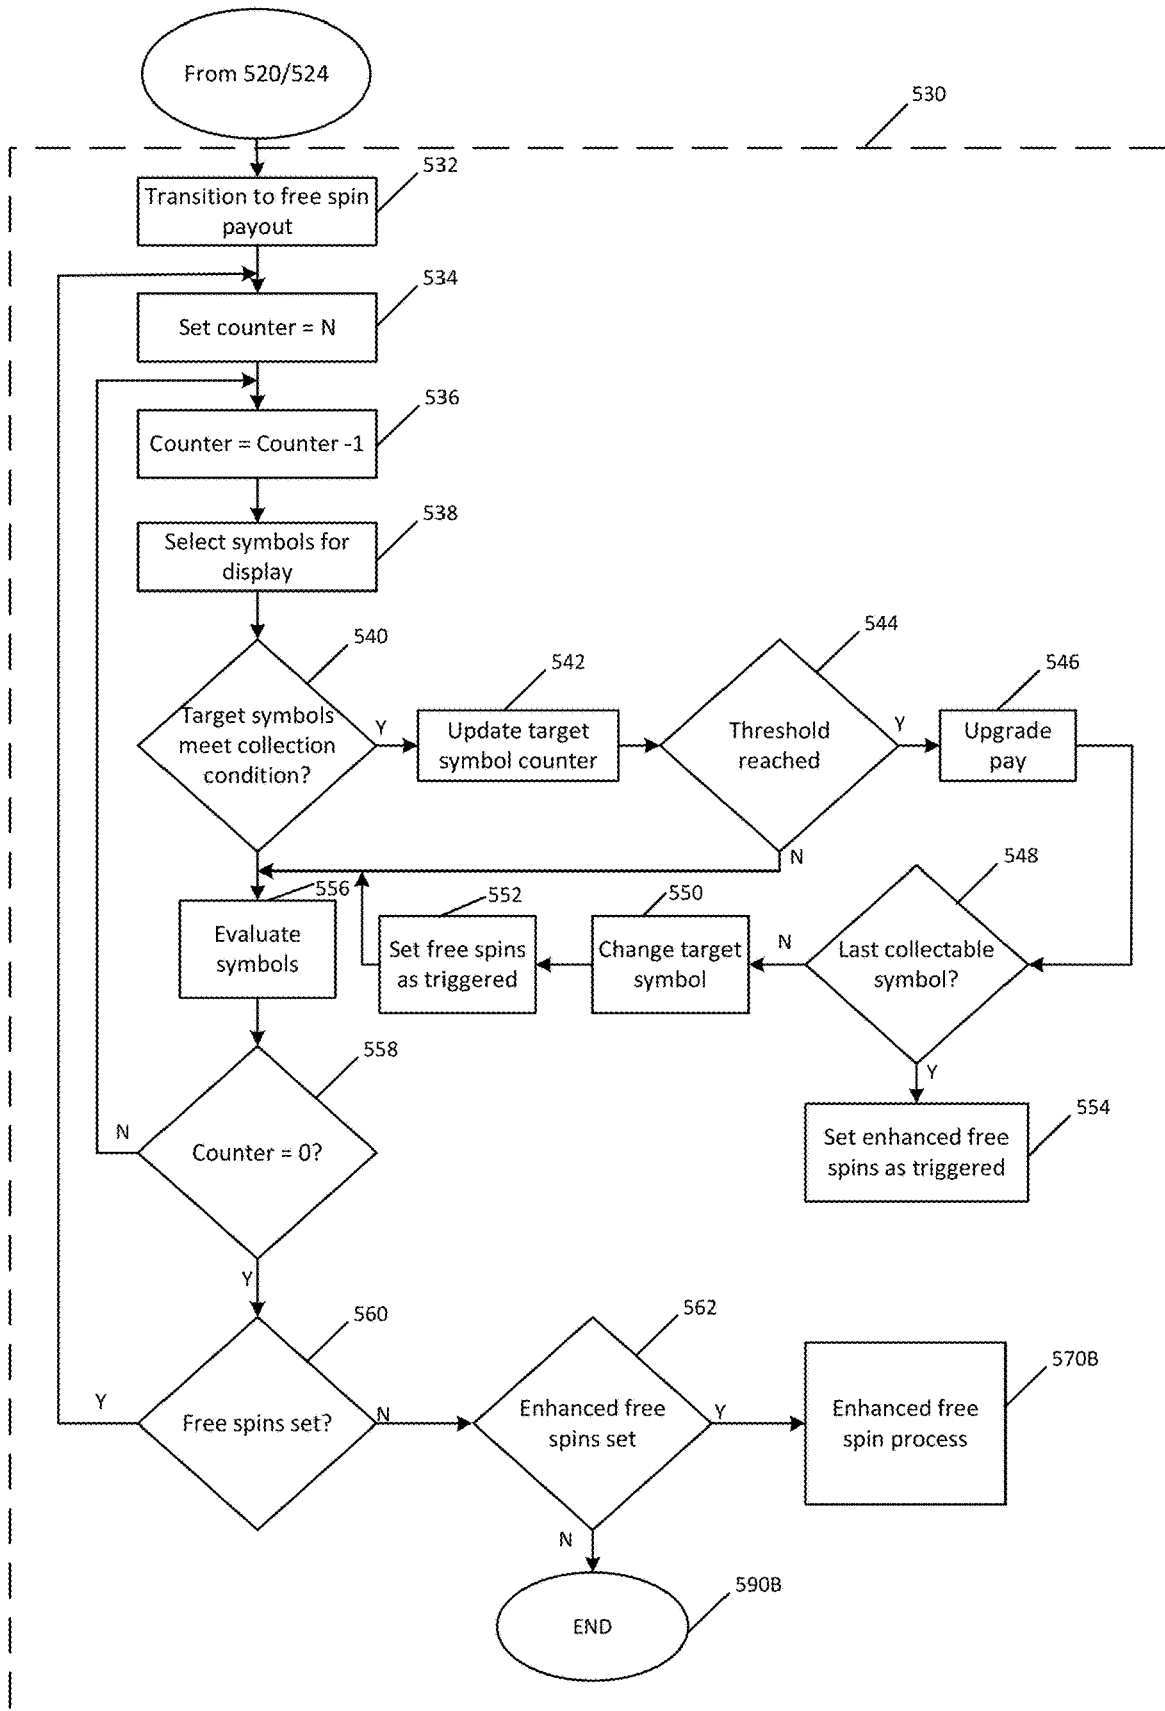 From 520/524
530
532
Transition to free spin
payout
534
Set counter = N
536
Counter = Counter -1
538
Select symbols for
display
540
Target symbols
meet collection
condition?
Y
542
Update target
symbol counter
544
Threshold
reached
Y
N
546
Upgrade
pay
548
Last collectable
symbol?
N
Y
550
Change target
symbol
552
Set free spins
as triggered
554
Set enhanced free
spins as triggered
556
Evaluate
symbols
558
Counter = 0?
N
Y
560
Free spins set?
Y
N
562
Enhanced free
spins set
Y
N
570B
Enhanced free
spin process
590B
END